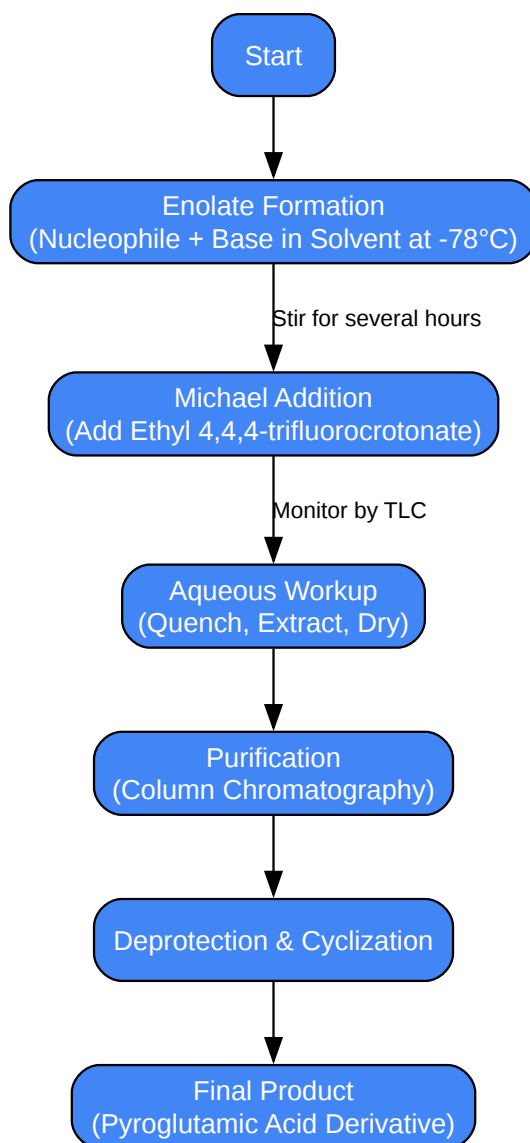 Start
Enolate Formation
(Nucleophile + Base in Solvent at -78°C)
Stir for several hours
Michael Addition
(Add Ethyl 4,4,4-trifluorocrotonate)
Monitor by TLC
Aqueous Workup
(Quench, Extract, Dry)
Purification
(Column Chromatography)
Deprotection & Cyclization
Final Product
(Pyroglutamic Acid Derivative)